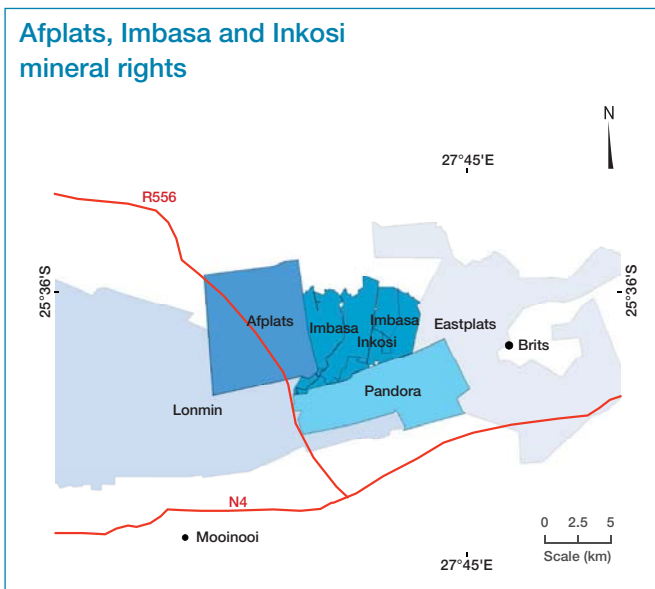 Afplats, Imbasa and Inkosi
mineral rights
N
27°45'E
R556
25°36'S
25°36'S
Afplats
Imbasa
Imbasa
Inkosi
Eastplats
Brits
Pandora
Lonmin
N4
Mooinooi
0 2.5 5
Scale (km)
27°45'E